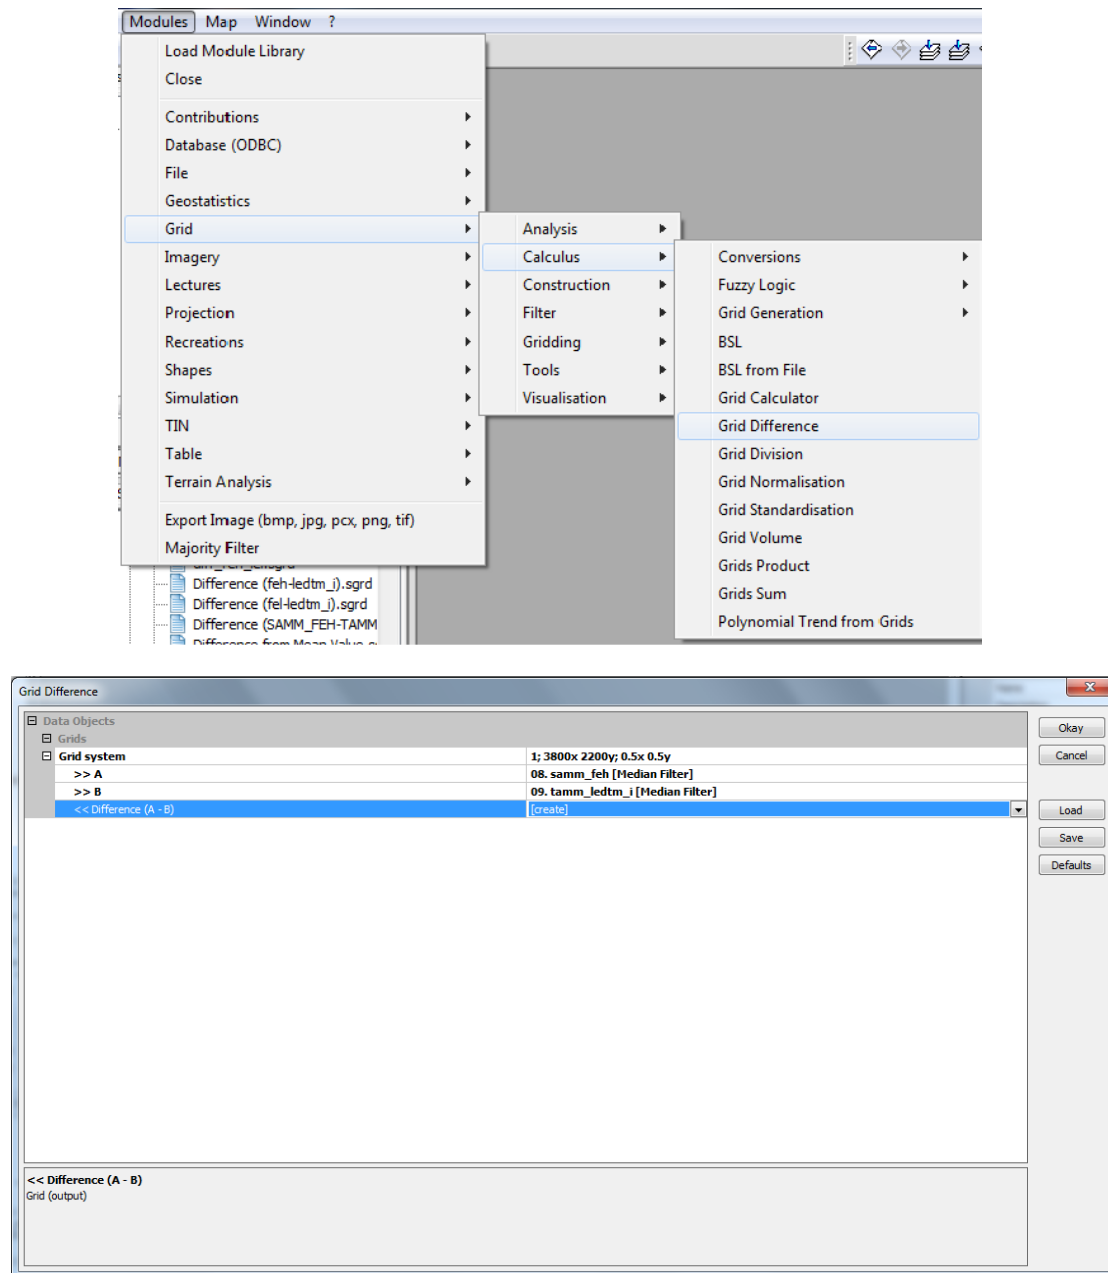 Modules Map Window ?
Load Module Library
Close
Contributions
Database (ODBC)
File
Geostatistics
Grid
Imagery
Lectures
Projection
Recreations
Shapes
Simulation
TIN
Table
Terrain Analysis
Export Image (bmp, jpg, pcx, png, tif)
Majority Filter
Analysis
Calculus
Construction
Filter
Gridding
Tools
Visualisation
Conversions
Fuzzy Logic
Grid Generation
BSL
BSL from File
Grid Calculator
Grid Difference
Grid Division
Grid Normalisation
Grid Standardisation
Grid Volume
Grids Product
Grids Sum
Polynomial Trend from Grids
Difference (feh-ledtm_i).sgrd
Difference (fel-ledtm_i).sgrd
Difference (SAMM_FEH-TAMM
Difference from Mean Value
Grid Difference
Data Objects
Grids
Grid system 1; 3800x 2200y; 0.5x 0.5y
>> A 08. samm_feh [Median Filter]
>> B 09. tamm_ledtm_i [Median Filter]
<< Difference (A - B) [create]
Okay
Cancel
Load
Save
Defaults
<< Difference (A - B)
Grid (output)